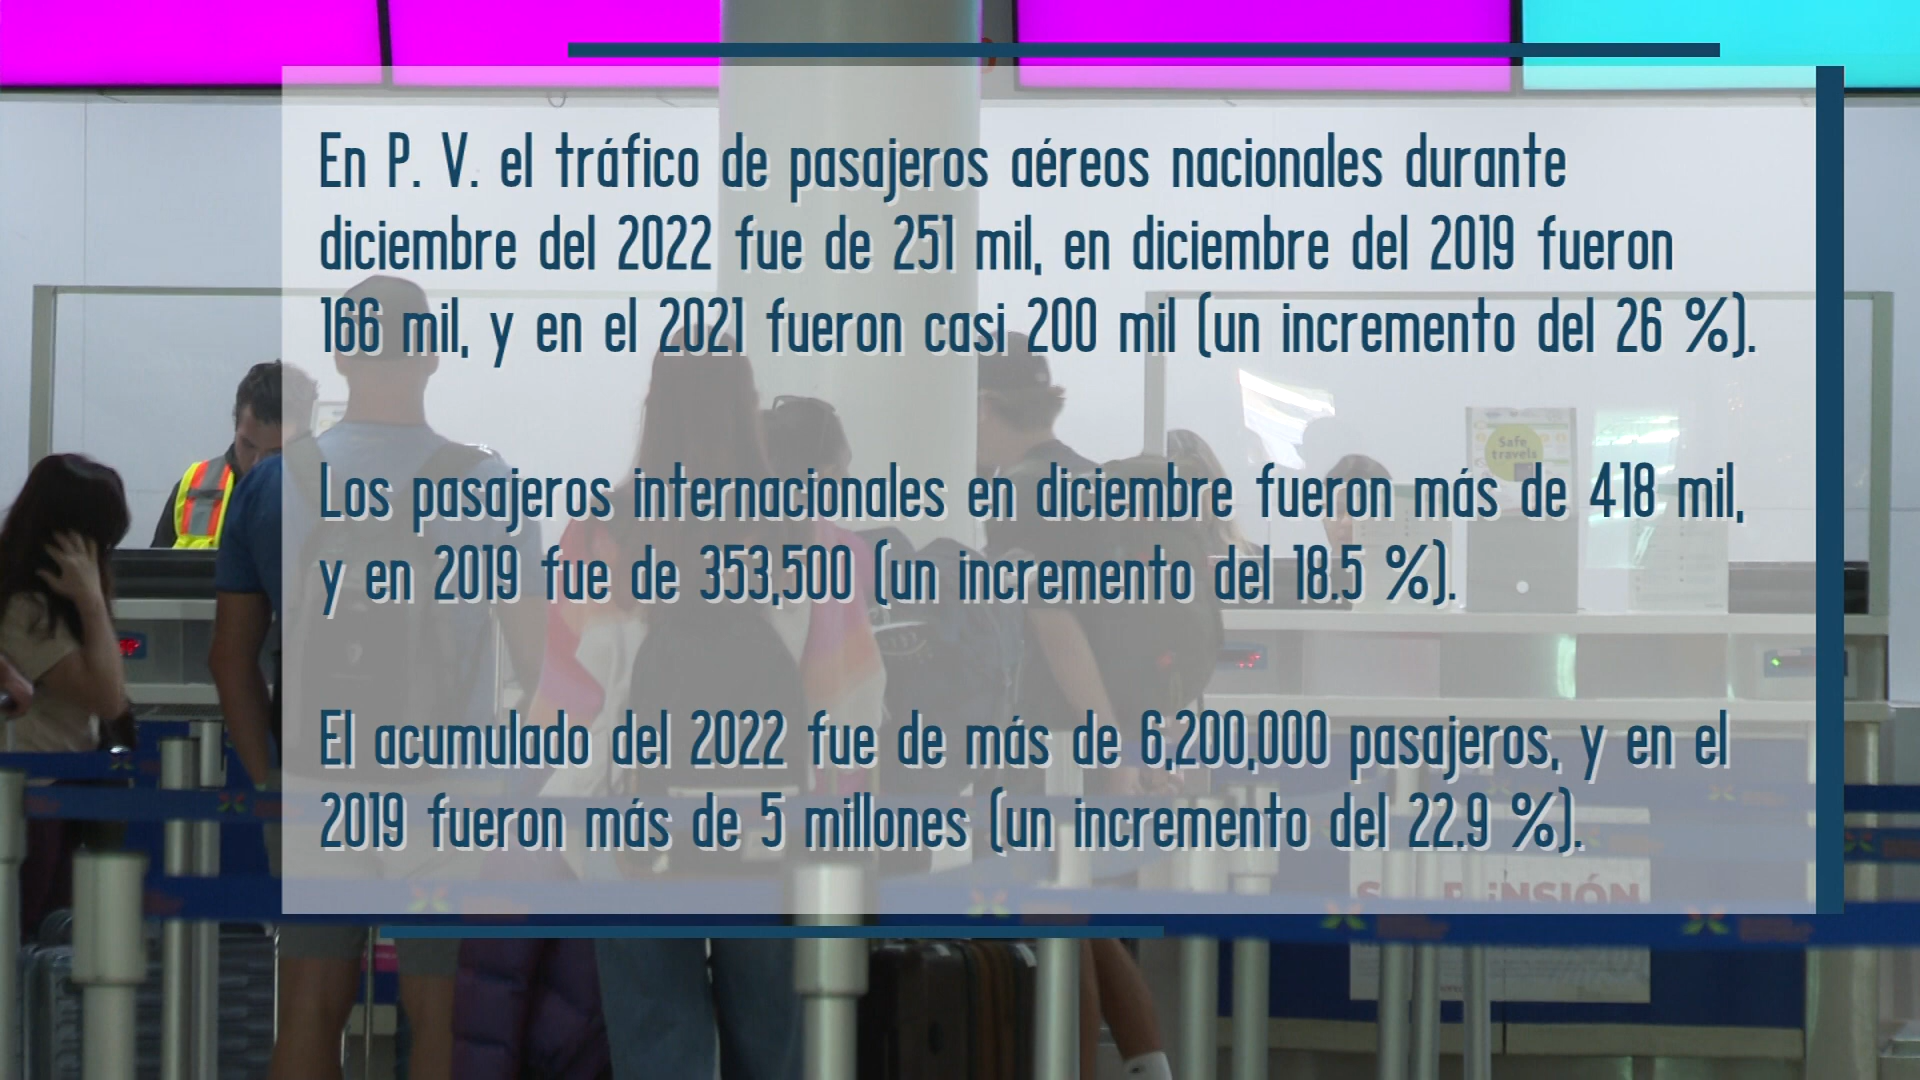 En P. V. el tráfico de pasajeros aéreos nacionales durante
diciembre del 2022 fue de 251 mil, en diciembre del 2019 fueron
166 mil, y en el 2021 fueron casi 200 mil (un incremento del 26 %).
Safe
travels
Los pasajeros internacionales en diciembre fueron más de 418 mil,
y en 2019 fue de 353,500 (un incremento del 18.5 %).
El acumulado del 2022 fue de más de 6,200,000 pasajeros, y en el
2019 fueron más de 5 millones (un incremento del 22.9 %).